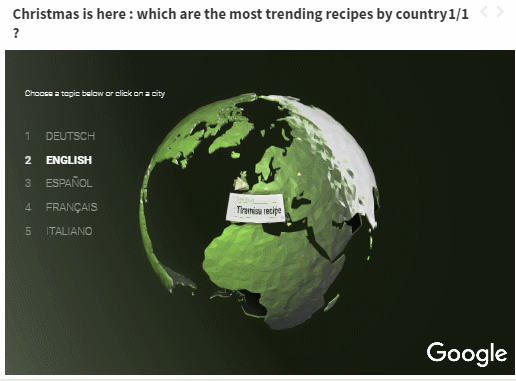 Christmas is here : which are the most trending recipes by country 1/1
?
Choose a topic below or click on a city
1 DEUTSCH
2 ENGLISH
3 ESPAÑOL
4 FRANÇAIS
5 ITALIANO
Tiramisu recipe
Google